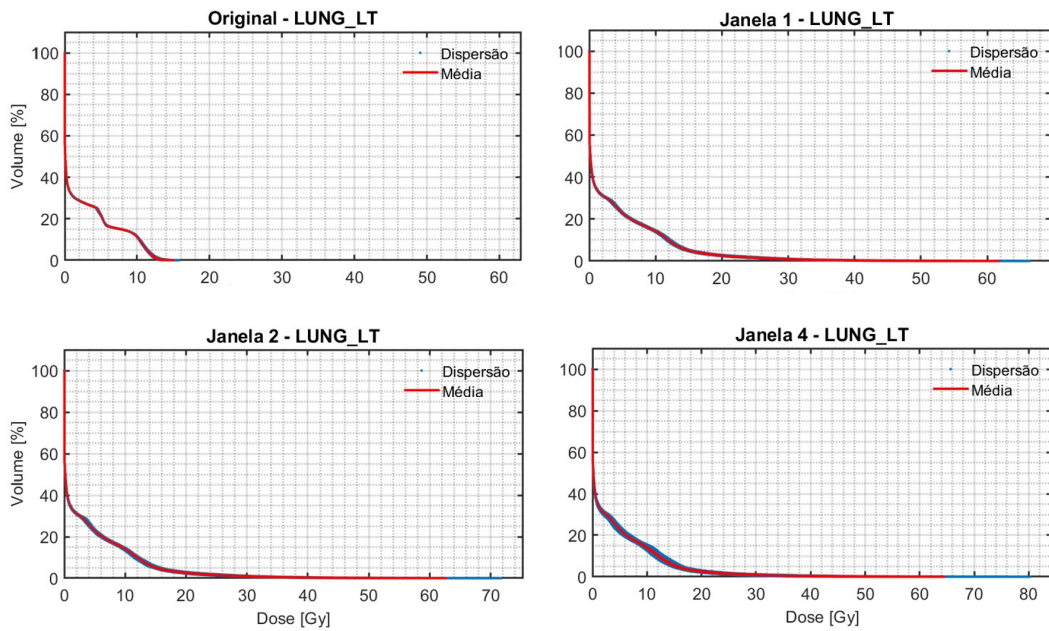 Original - LUNG_LT
Volume [%]
100
80
60
40
20
0
0 10 20 30 40 50 60
Dispersão
Média
Janela 1 - LUNG_LT
100
80
60
40
20
0
0 10 20 30 40 50 60
Dispersão
Média
Janela 2 - LUNG_LT
Volume [%]
100
80
60
40
20
0
0 10 20 30 40 50 60 70
Dose [Gy]
Dispersão
Média
Janela 4 - LUNG_LT
100
80
60
40
20
0
0 10 20 30 40 50 60 70 80
Dose [Gy]
Dispersão
Média